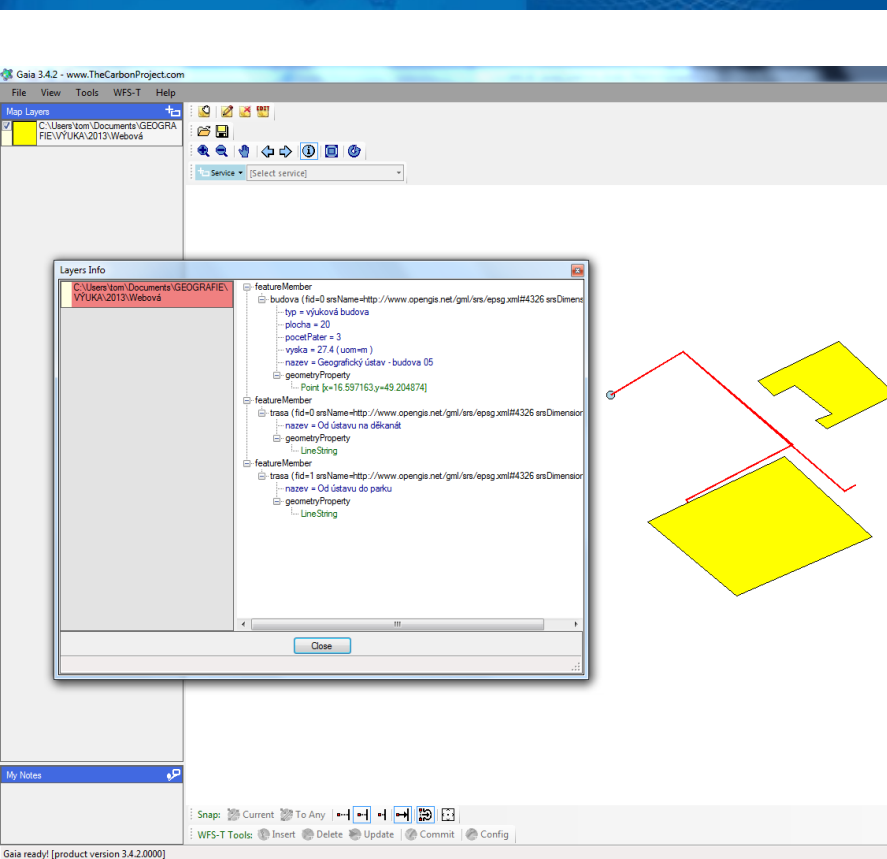 Gaia 3.4.2 - www.TheCarbonProject.com
File View Tools WFS-T Help
Map Layers
C:\Users\tom\Documents\GEOGRA
FIE\VÝUKA\2013\Webová
EDIT
Service
[Select service]
Layers Info
C:\Users\tom\Documents\GEOGRAFIE\
VÝUKA\2013\Webová
featureMember
budova (fid=0 srsName=http://www.opengis.net/gml/srs/epsg.xml#4326 srsDimens
typ = výuková budova
plocha = 20
pocetPater = 3
vyska = 27.4 ( uom=m )
nazev = Geografický ústav - budova 05
geometryProperty
Point [x=16.597163,y=49.204874]
featureMember
trasa (fid=0 srsName=http://www.opengis.net/gml/srs/epsg.xml#4326 srsDimension
nazev = Od ústavu na děkanát
geometryProperty
LineString
featureMember
trasa (fid=1 srsName=http://www.opengis.net/gml/srs/epsg.xml#4326 srsDimension
nazev = Od ústavu do parku
geometryProperty
LineString
Close
My Notes
Snap: Current To Any
WFS-T Tools: Insert Delete Update Commit Config
Gaia ready! [product version 3.4.2.0000]